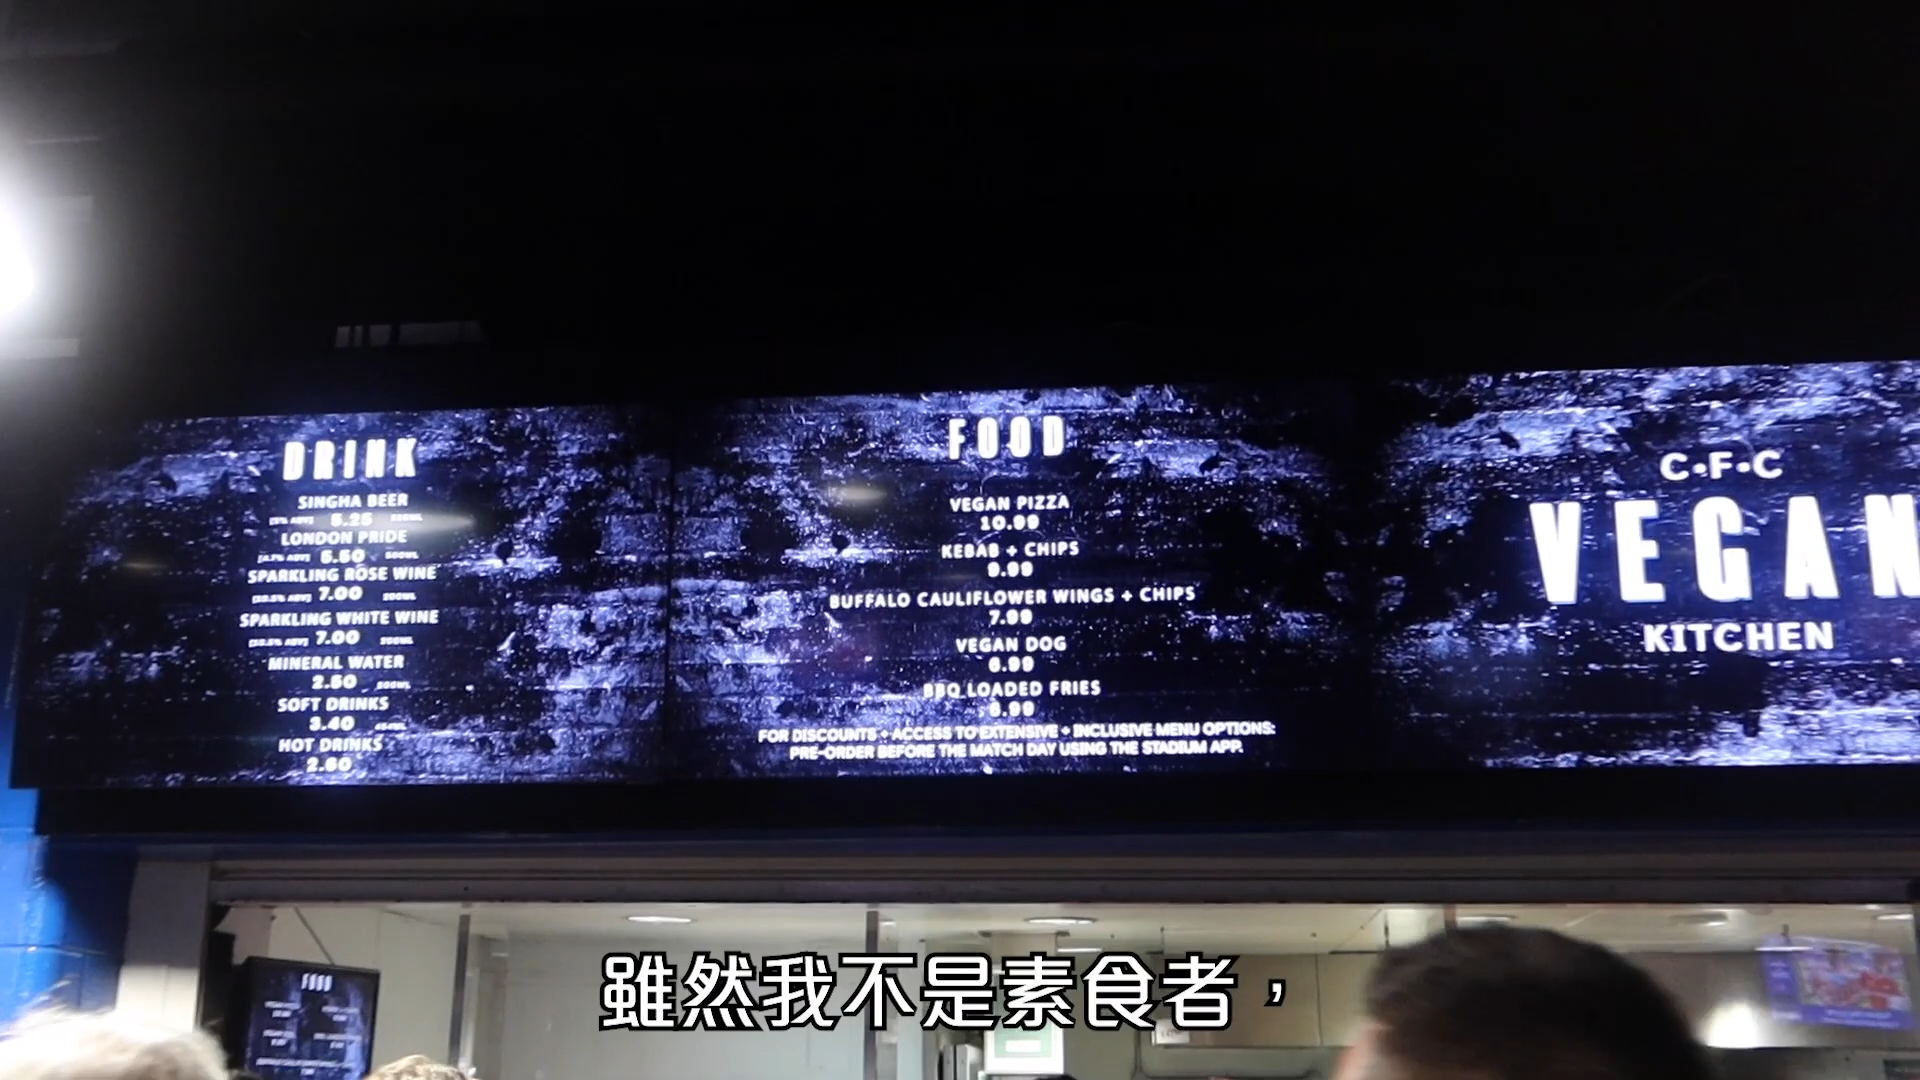 DRINK
SINGHA BEER
5.25
LONDON PRIDE
5.50
SPARKLING ROSE WINE
7.00
SPARKLING WHITE WINE
7.00
MINERAL WATER
2.50
SOFT DRINKS
3.40
HOT DRINKS
2.60
FOOD
VEGAN PIZZA
10.99
KEBAB + CHIPS
9.99
BUFFALO CAULIFLOWER WINGS + CHIPS
7.99
VEGAN DOG
6.99
BBQ LOADED FRIES
FOR DISCOUNTS + ACCESS TO EXTENSIVE + INCLUSIVE MENU OPTIONS:
PRE-ORDER BEFORE THE MATCH DAY USING THE STADIUM APP.
C•F•C
VEGAN
KITCHEN
FOOD
雖然我不是素食者，